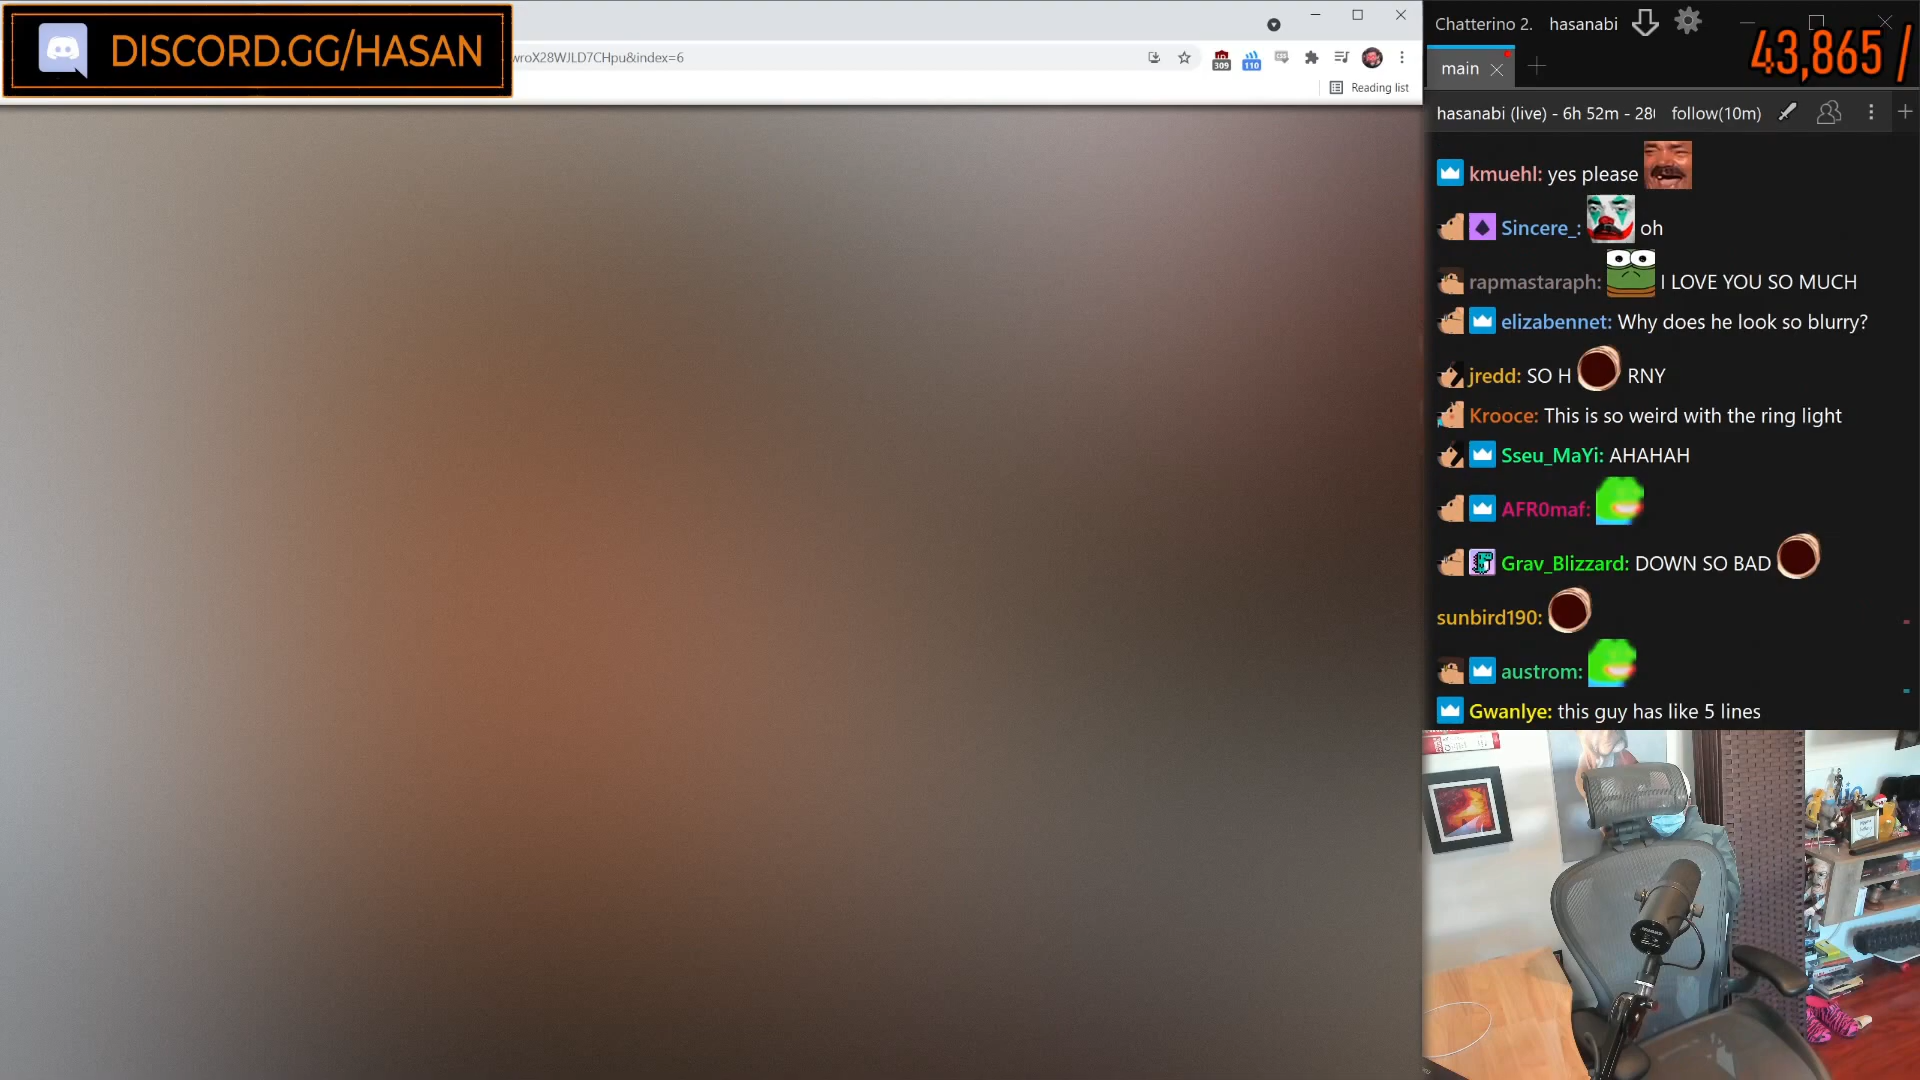 DISCORD.GG/HASAN
wroX28WJLD7CHpu&index=6
309
110
Reading list
Chatterino 2. hasanabi
43,865 /
main
hasanabi (live) - 6h 52m - 28
follow(10m)
kmuehl: yes please
Sincere_: oh
rapmastaraph: I LOVE YOU SO MUCH
elizabennet: Why does he look so blurry?
jredd: SO H RNY
Krooce: This is so weird with the ring light
Sseu_MaYi: AHAHAH
AFR0maf:
Grav_Blizzard: DOWN SO BAD
sunbird190:
austrom:
Gwanlye: this guy has like 5 lines